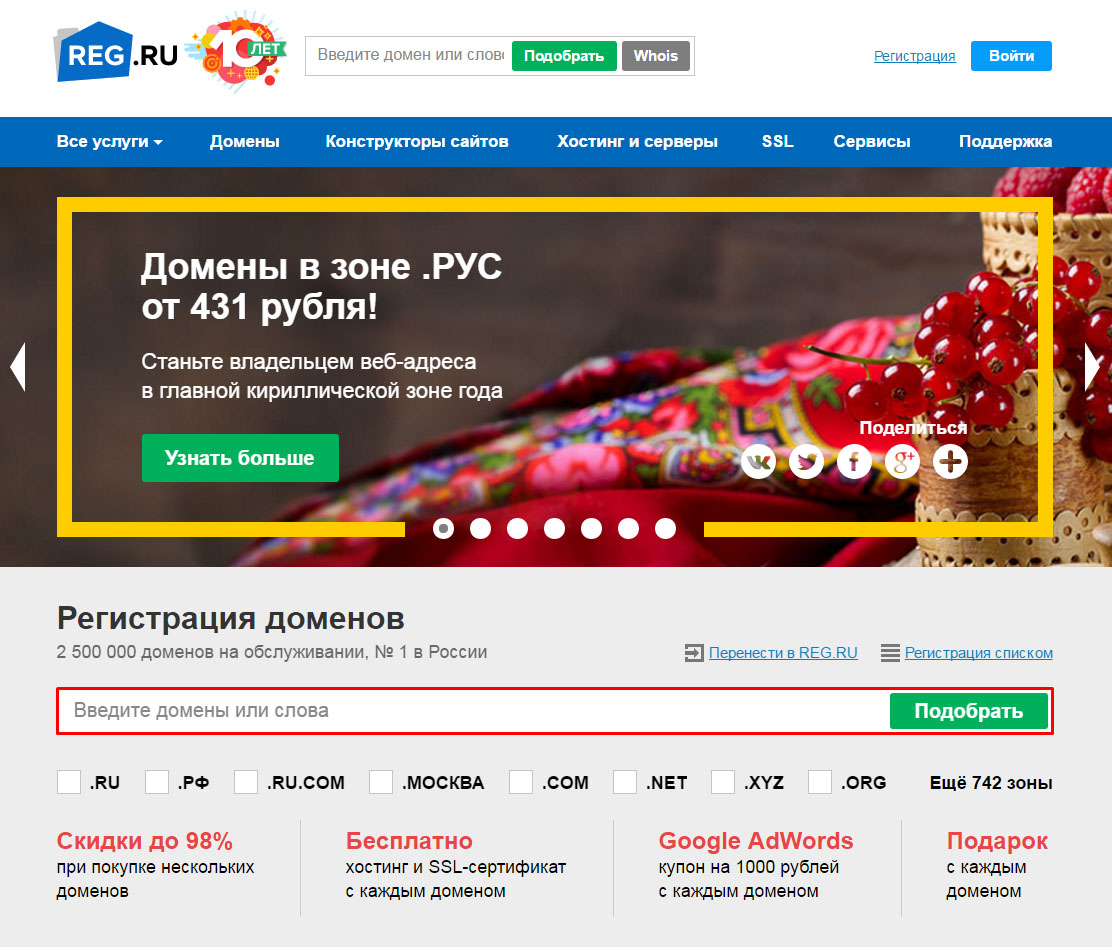 REG.RU
10 ЛЕТ
Введите домен или слово
Подобрать
Whois
Регистрация
Войти
Все услуги
Домены
Конструкторы сайтов
Хостинг и серверы
SSL
Сервисы
Поддержка
Домены в зоне .РУС
от 431 рубля!
Станьте владельцем веб-адреса
в главной кириллической зоне года
Узнать больше
Поделиться
Регистрация доменов
2 500 000 доменов на обслуживании, № 1 в России
Перенести в REG.RU
Регистрация списком
Введите домены или слова
Подобрать
.RU
.РФ
.RU.COM
.МОСКВА
.COM
.NET
.XYZ
.ORG
Ещё 742 зоны
Скидки до 98%
при покупке нескольких
доменов
Бесплатно
хостинг и SSL-сертификат
с каждым доменом
Google AdWords
купон на 1000 рублей
с каждым доменом
Подарок
с каждым
доменом